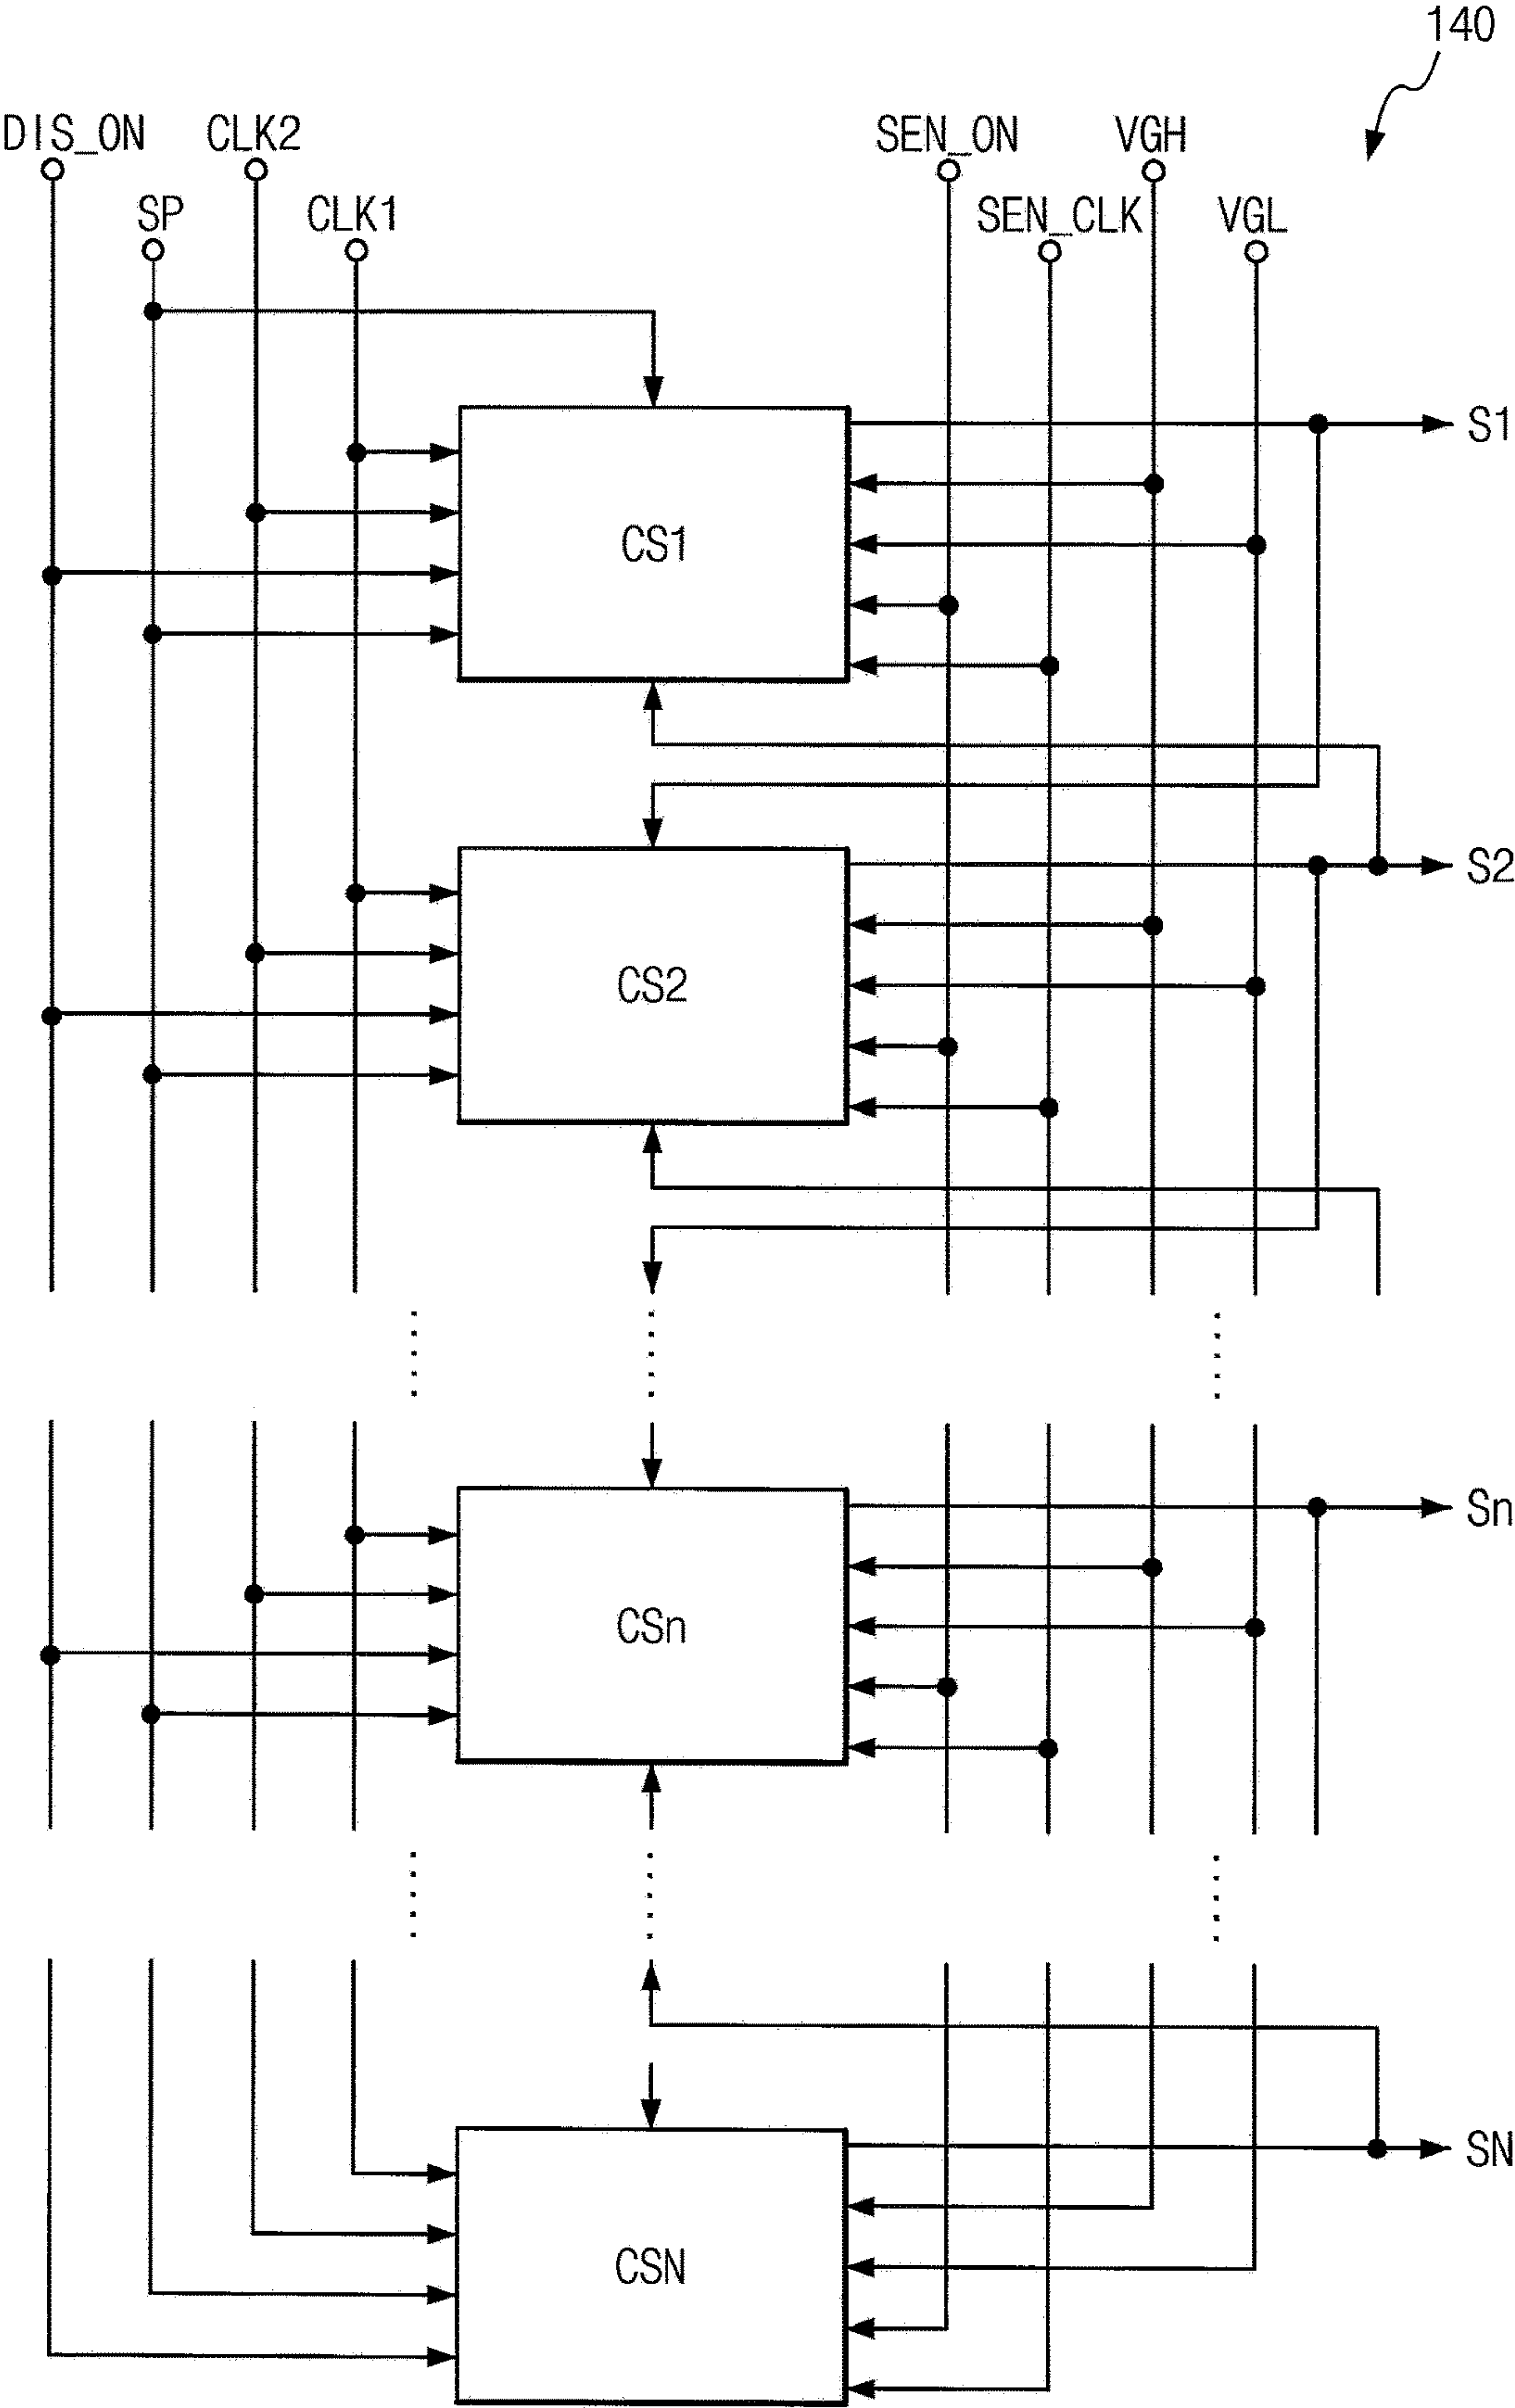 140
DIS_ON
CLK2
SEN_ON
VGH
SP
CLK1
SEN_CLK
VGL
S1
CS1
S2
CS2
Sn
CSn
SN
CSN